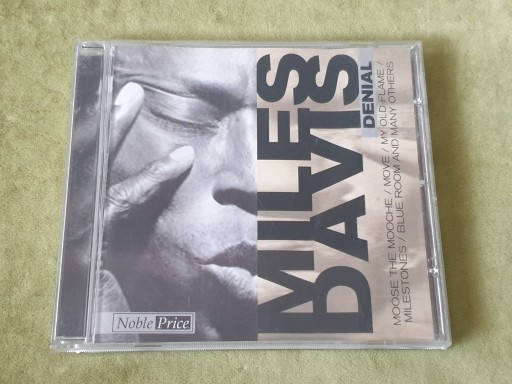 MILES
DAVIS
DENIAL
MOOSE THE MOOCHE / MOVE / MY OLD FLAME /
MILESTONES / BLUE ROOM AND MANY OTHERS
Noble Price